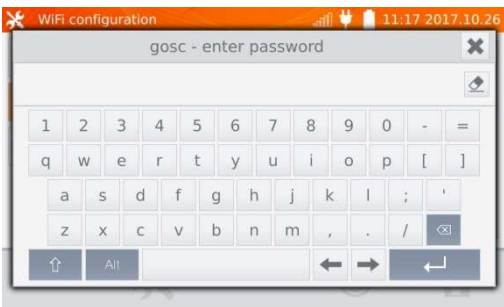 WiFi configuration 11:17 2017.10.26
gosc - enter password
1 2 3 4 5 6 7 8 9 0 - =
q w e r t y u i o p [ ]
a s d f g h j k l ; '
z x c v b n m , . /
Alt